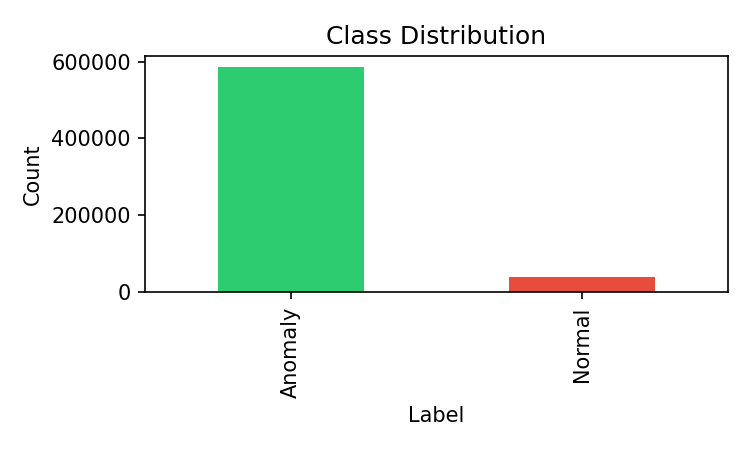 Class Distribution
600000
400000
200000
0
Count
Anomaly
Normal
Label